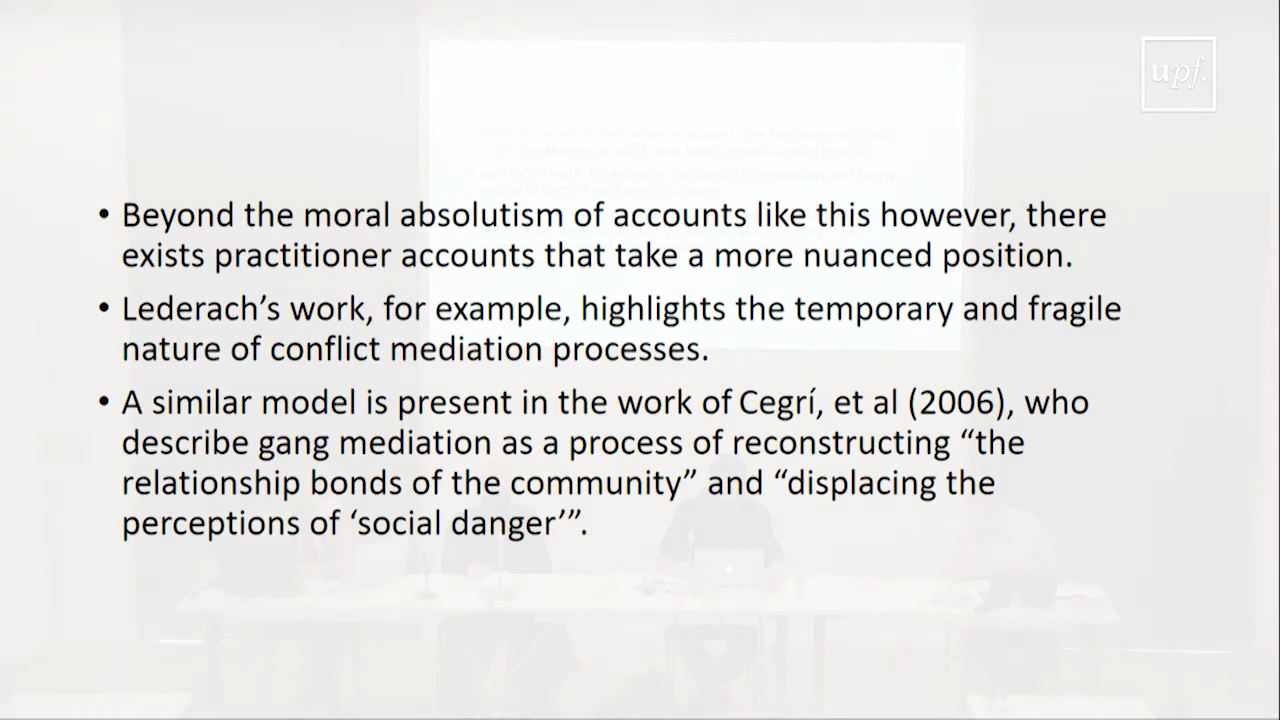 upf.
• Beyond the moral absolutism of accounts like this however, there
exists practitioner accounts that take a more nuanced position.
• Lederach’s work, for example, highlights the temporary and fragile
nature of conflict mediation processes.
• A similar model is present in the work of Cegrí, et al (2006), who
describe gang mediation as a process of reconstructing “the
relationship bonds of the community” and “displacing the
perceptions of ‘social danger’”.